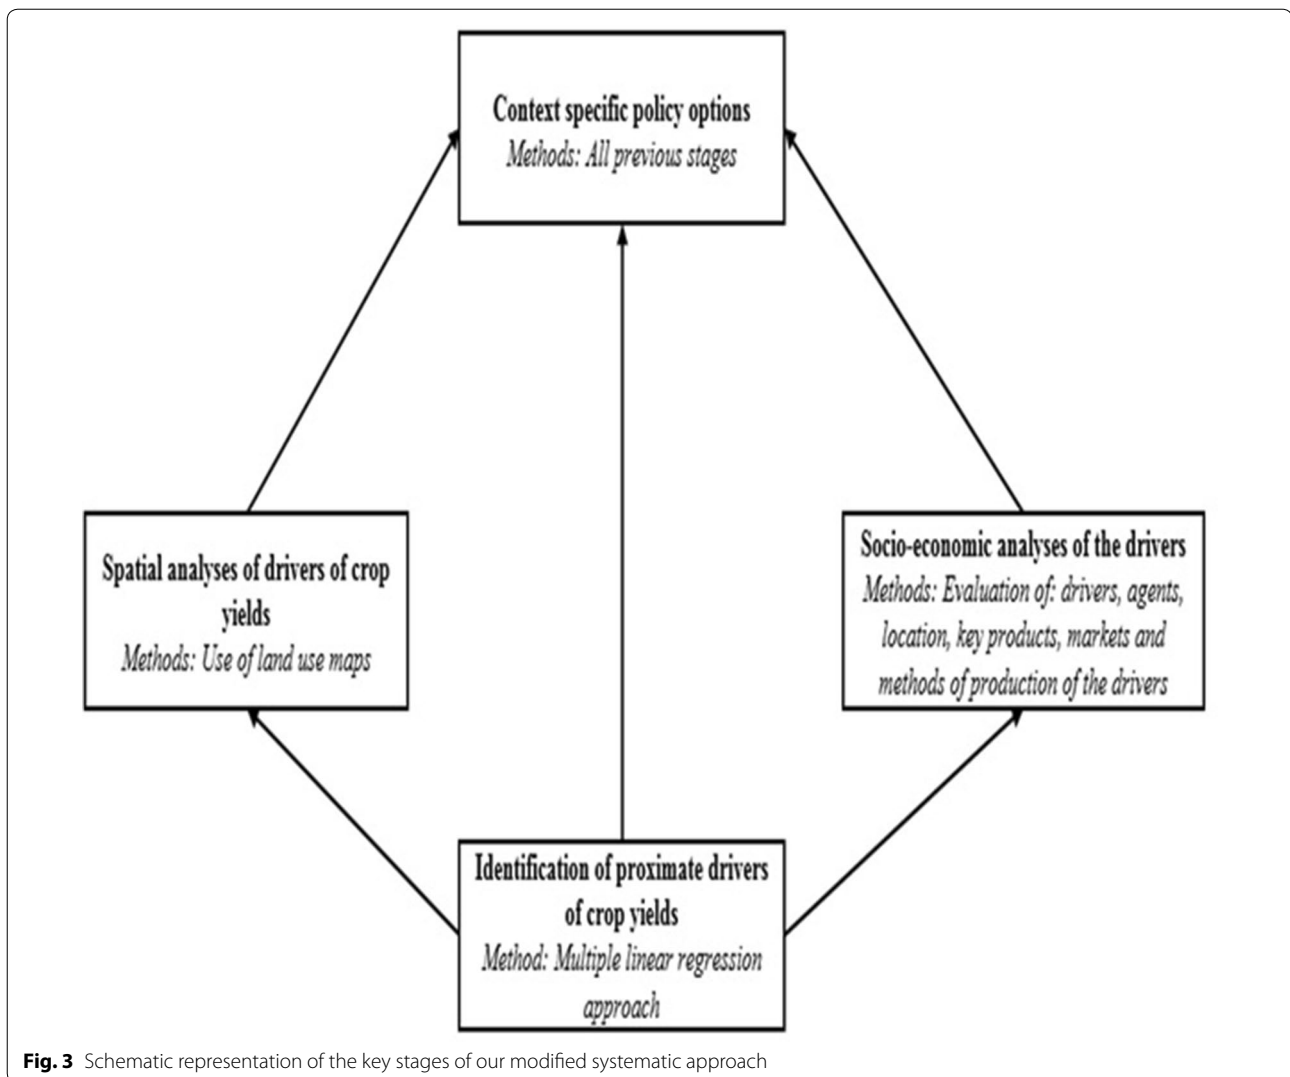 Context specific policy options
Methods: All previous stages
Spatial analyses of drivers of crop
yields
Methods: Use of land use maps
Socio-economic analyses of the drivers
Methods: Evaluation of: drivers, agents,
location, key products, markets and
methods of production of the drivers
Identification of proximate drivers
of crop yields
Method: Multiple linear regression
approach
Fig. 3 Schematic representation of the key stages of our modified systematic approach